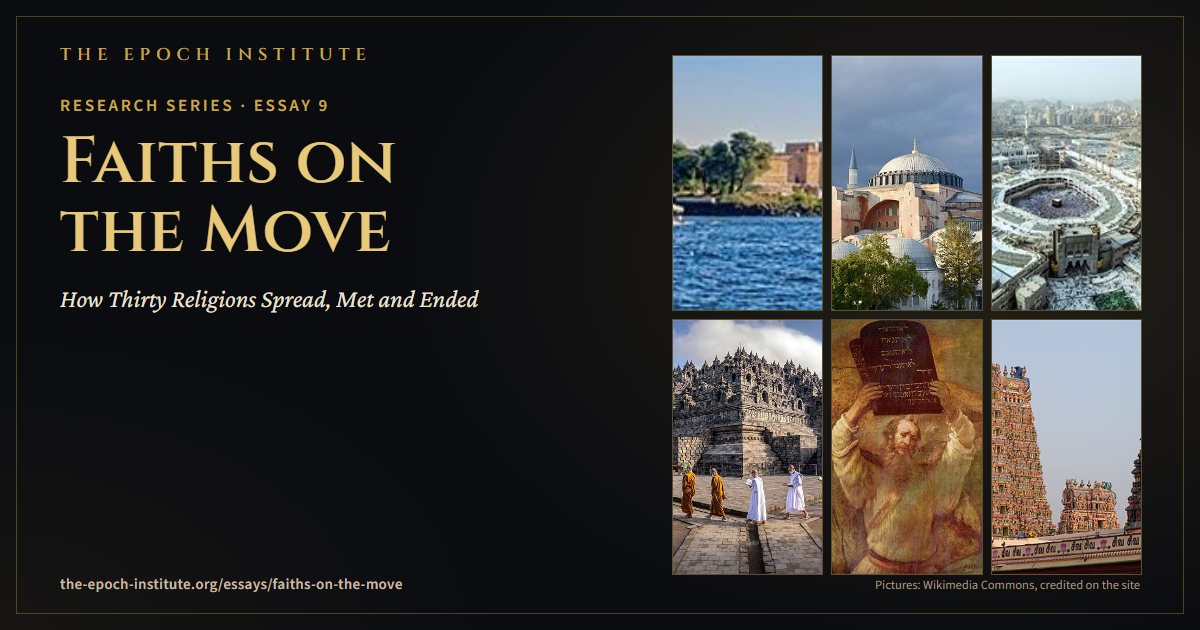 THE EPOCH INSTITUTE
RESEARCH SERIES · ESSAY 9
FAITHS ON
THE MOVE
How Thirty Religions Spread, Met and Ended
the-epoch-institute.org/essays/faiths-on-the-move
Pictures: Wikimedia Commons, credited on the site